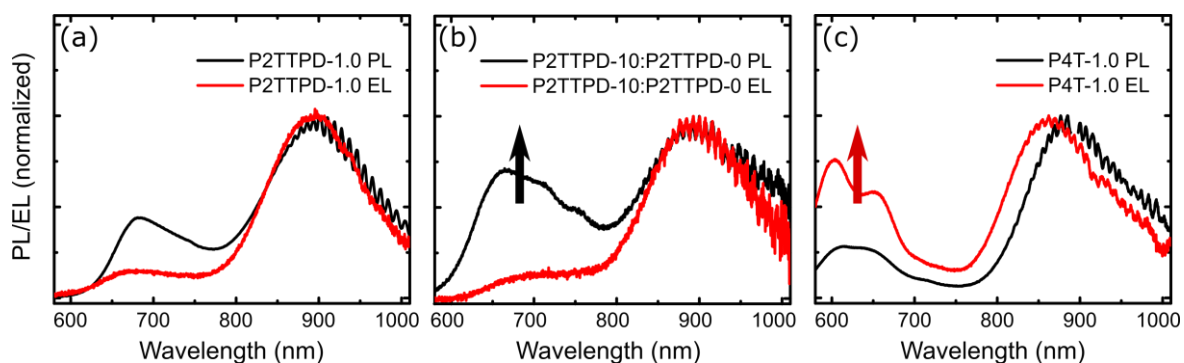 (a)
P2TTPD-1.0 PL
P2TTPD-1.0 EL
(b)
P2TTPD-10:P2TTPD-0 PL
P2TTPD-10:P2TTPD-0 EL
(c)
P4T-1.0 PL
P4T-1.0 EL
PL/EL (normalized)
600 700 800 900 1000
600 700 800 900 1000
600 700 800 900 1000
Wavelength (nm)
Wavelength (nm)
Wavelength (nm)